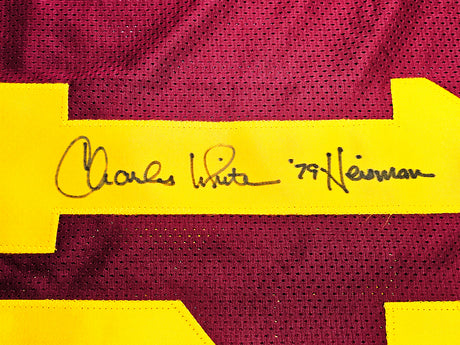 Charles White '79 Heisman